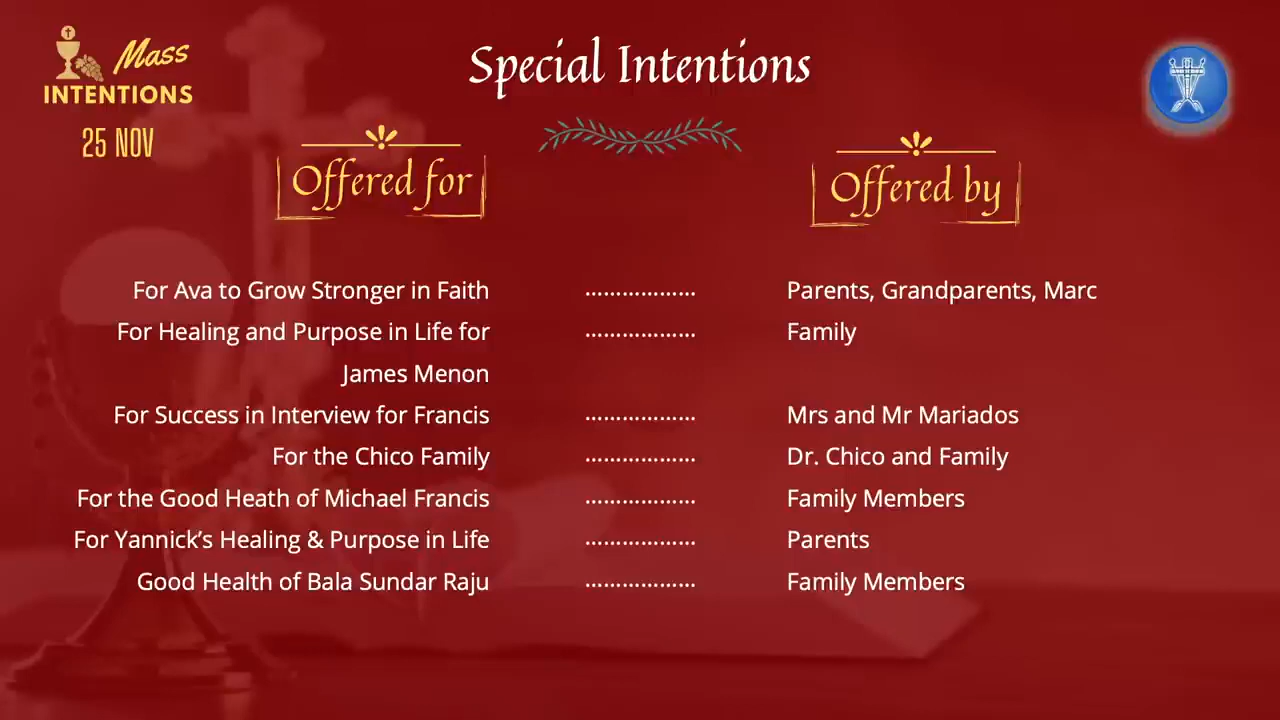 Mass
INTENTIONS
25 NOV
Special Intentions
Offered for
Offered by
For Ava to Grow Stronger in Faith .................. Parents, Grandparents, Marc
For Healing and Purpose in Life for .................. Family
James Menon
For Success in Interview for Francis .................. Mrs and Mr Mariados
For the Chico Family .................. Dr. Chico and Family
For the Good Heath of Michael Francis .................. Family Members
For Yannick’s Healing & Purpose in Life .................. Parents
Good Health of Bala Sundar Raju .................. Family Members